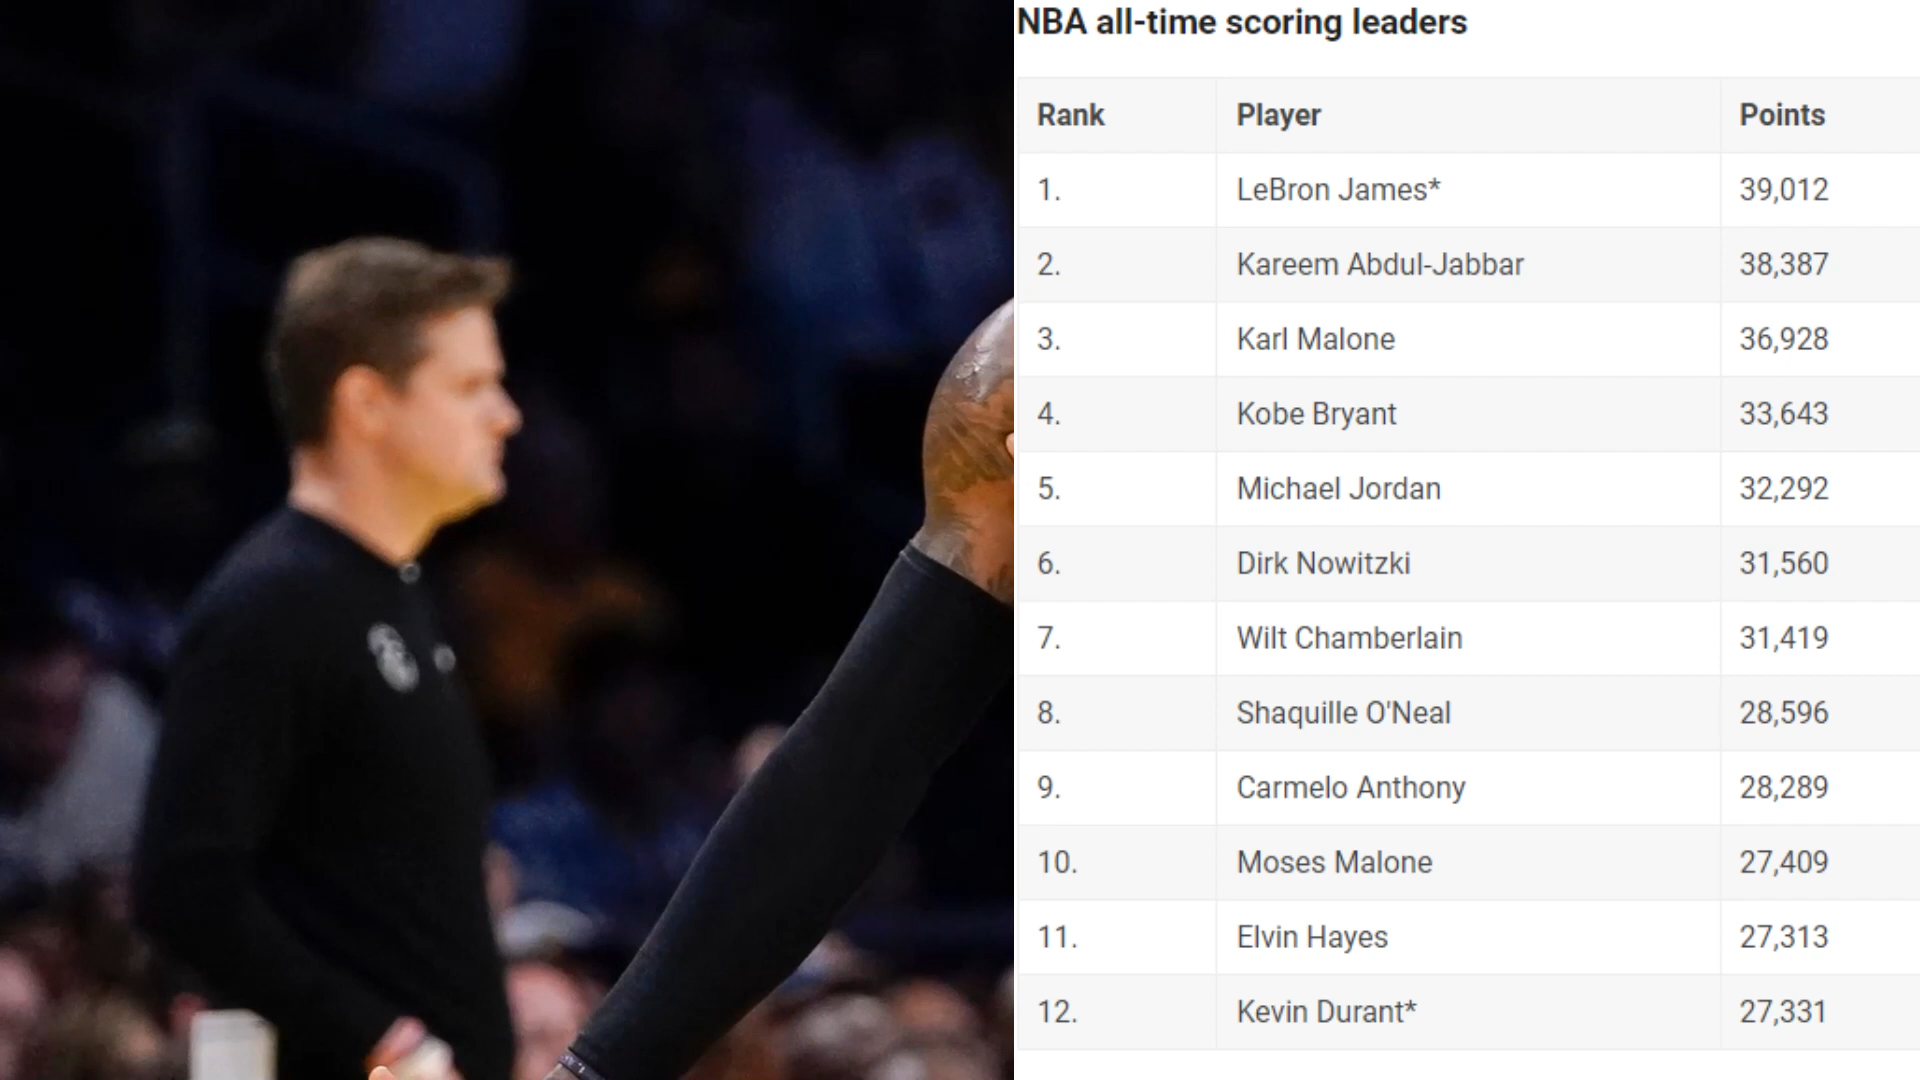 NBA all-time scoring leaders
Rank Player Points
1. LeBron James* 39,012
2. Kareem Abdul-Jabbar 38,387
3. Karl Malone 36,928
4. Kobe Bryant 33,643
5. Michael Jordan 32,292
6. Dirk Nowitzki 31,560
7. Wilt Chamberlain 31,419
8. Shaquille O'Neal 28,596
9. Carmelo Anthony 28,289
10. Moses Malone 27,409
11. Elvin Hayes 27,313
12. Kevin Durant* 27,331